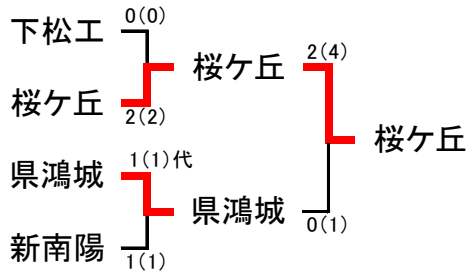 下松工
0(0)
桜ケ丘
2(2)
県鴻城
1(1)代
新南陽
1(1)
桜ケ丘
2(4)
県鴻城
0(1)
桜ケ丘